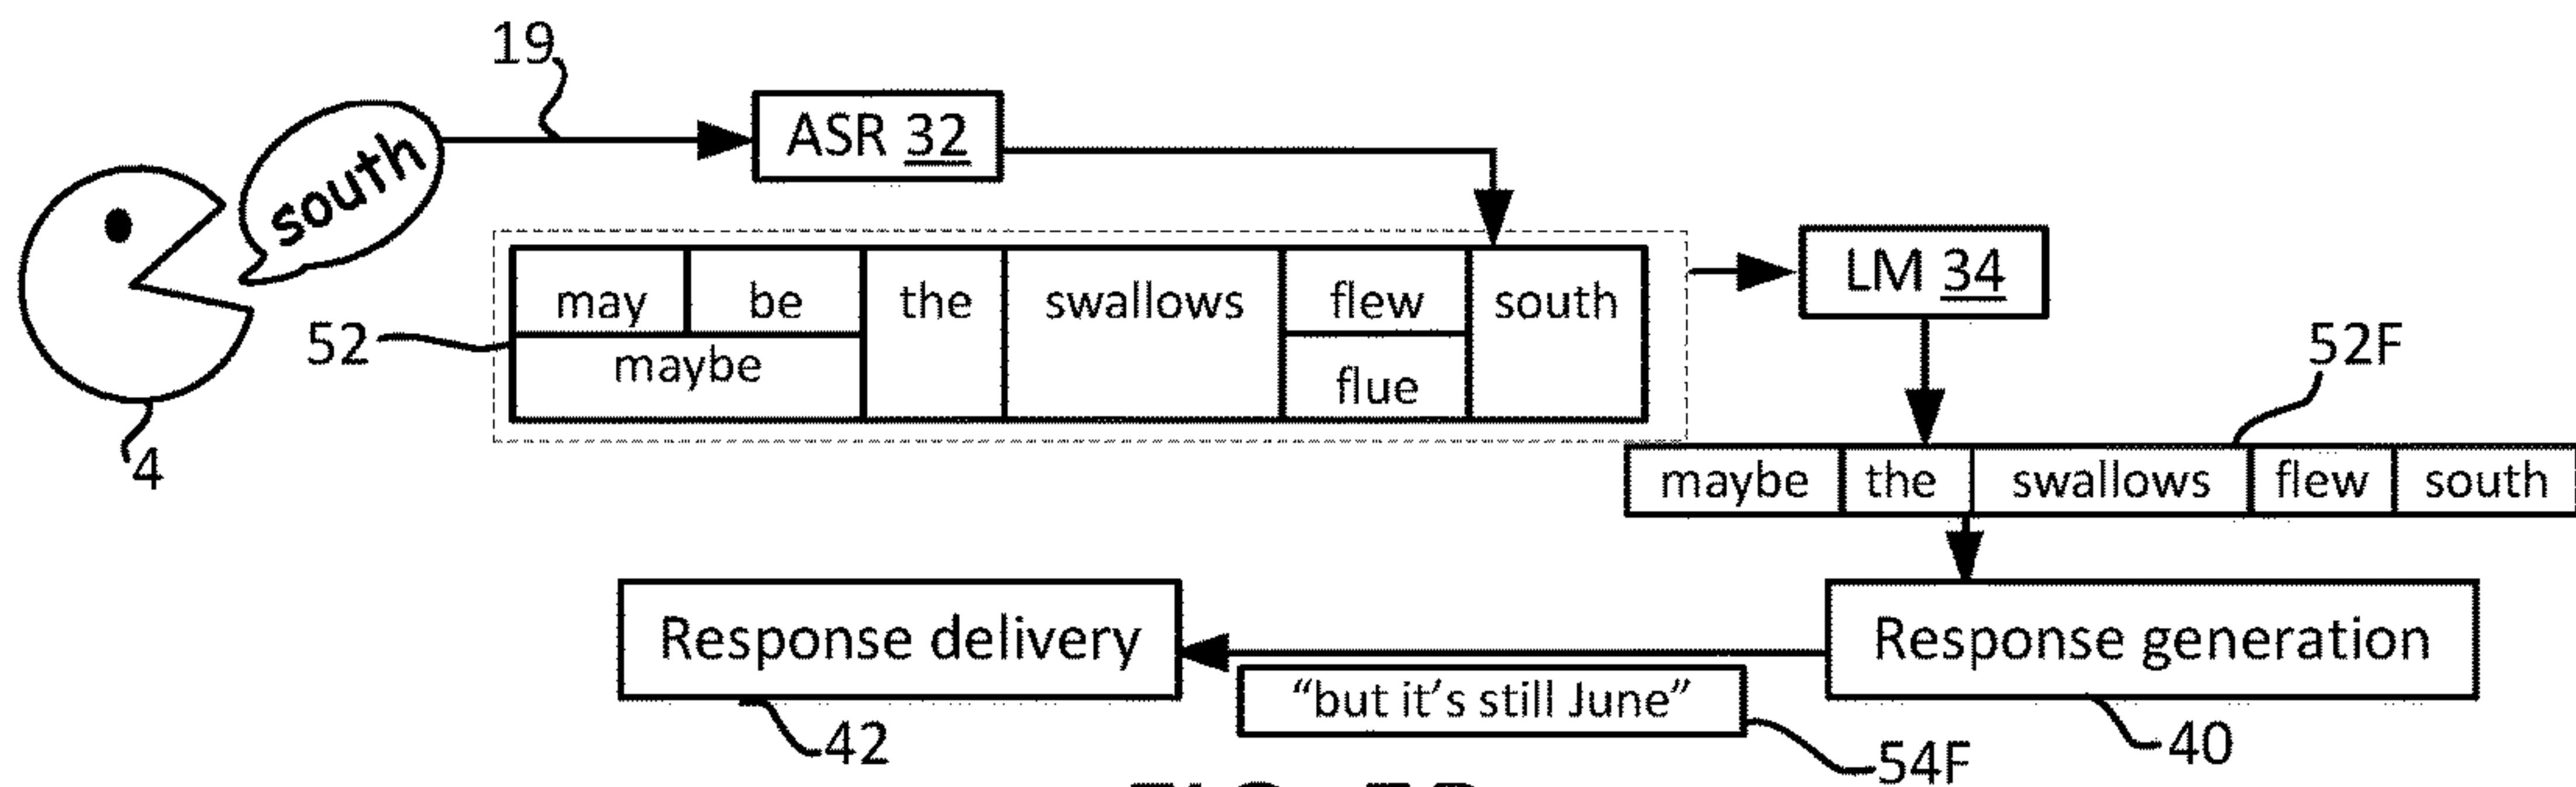 19
south
ASR 32
may be the swallows flew south
maybe flue
52
LM 34
52F
4
maybe the swallows flew south
Response delivery
Response generation
"but it's still June"
42
54F
40